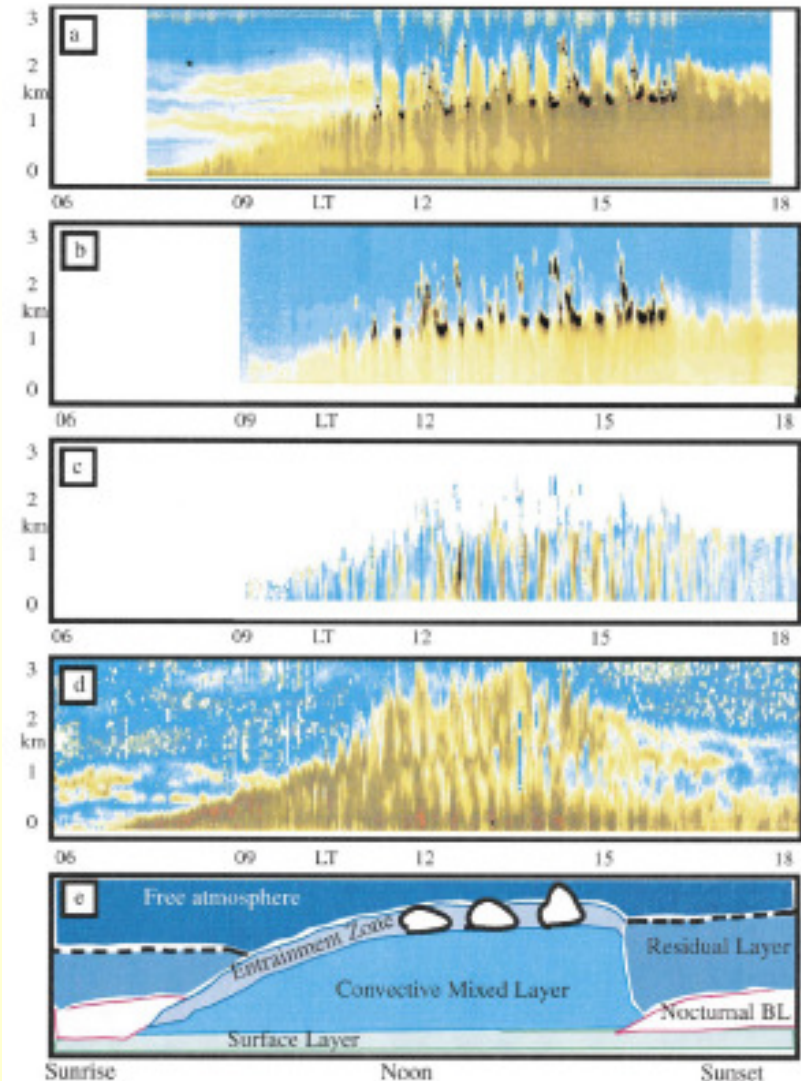 a
3
2
km
1
0
06 09 LT 12 15 18
b
3
2
km
1
0
06 09 LT 12 15 18
c
3
2
km
1
0
06 09 LT 12 15 18
d
3
2
km
1
0
06 09 LT 12 15 18
e
Free atmosphere
Entrainment Zone
Residual Layer
Convective Mixed Layer
Nocturnal BL
Surface Layer
Sunrise Noon Sunset